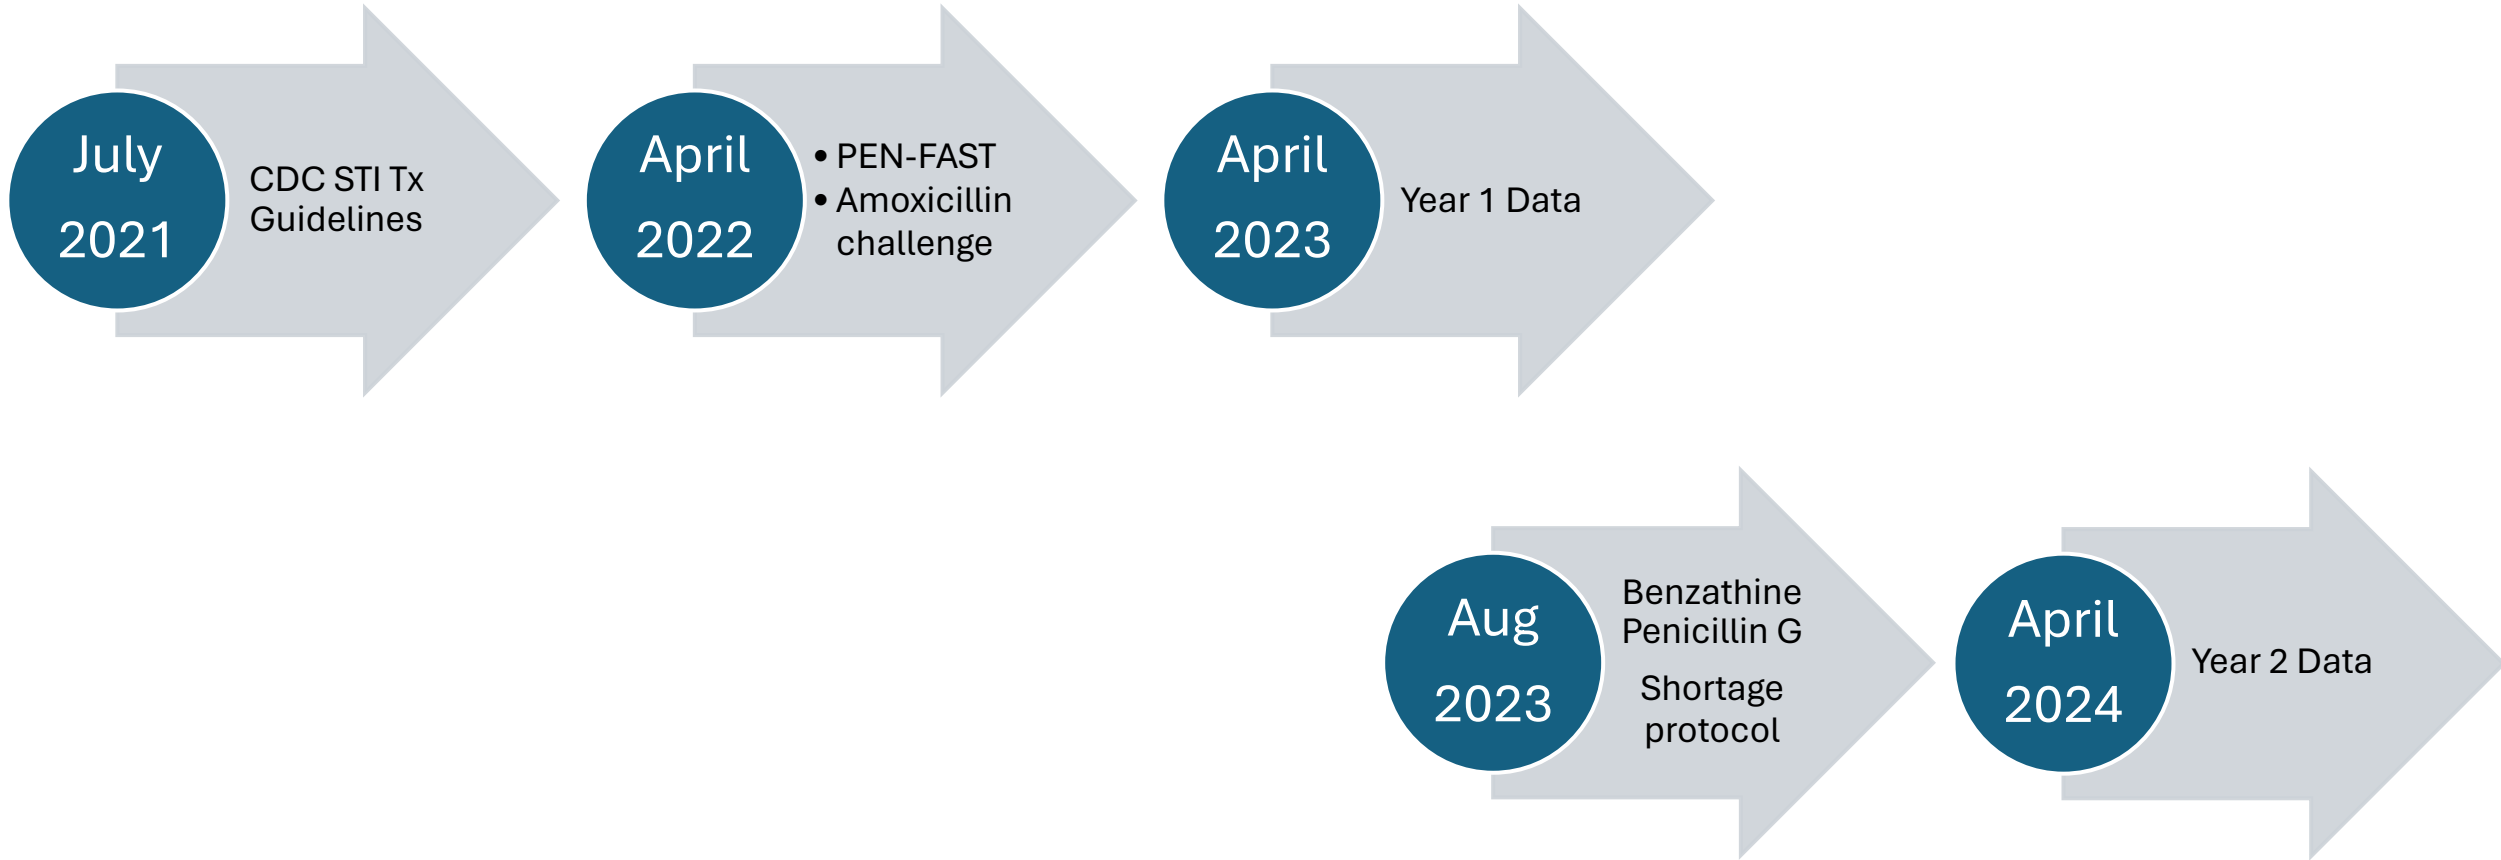 July
2021
CDC STI Tx
Guidelines
April
2022
• PEN-FAST
• Amoxicillin
challenge
April
2023
Year 1 Data
Aug
2023
Benzathine
Penicillin G
Shortage
protocol
April
2024
Year 2 Data